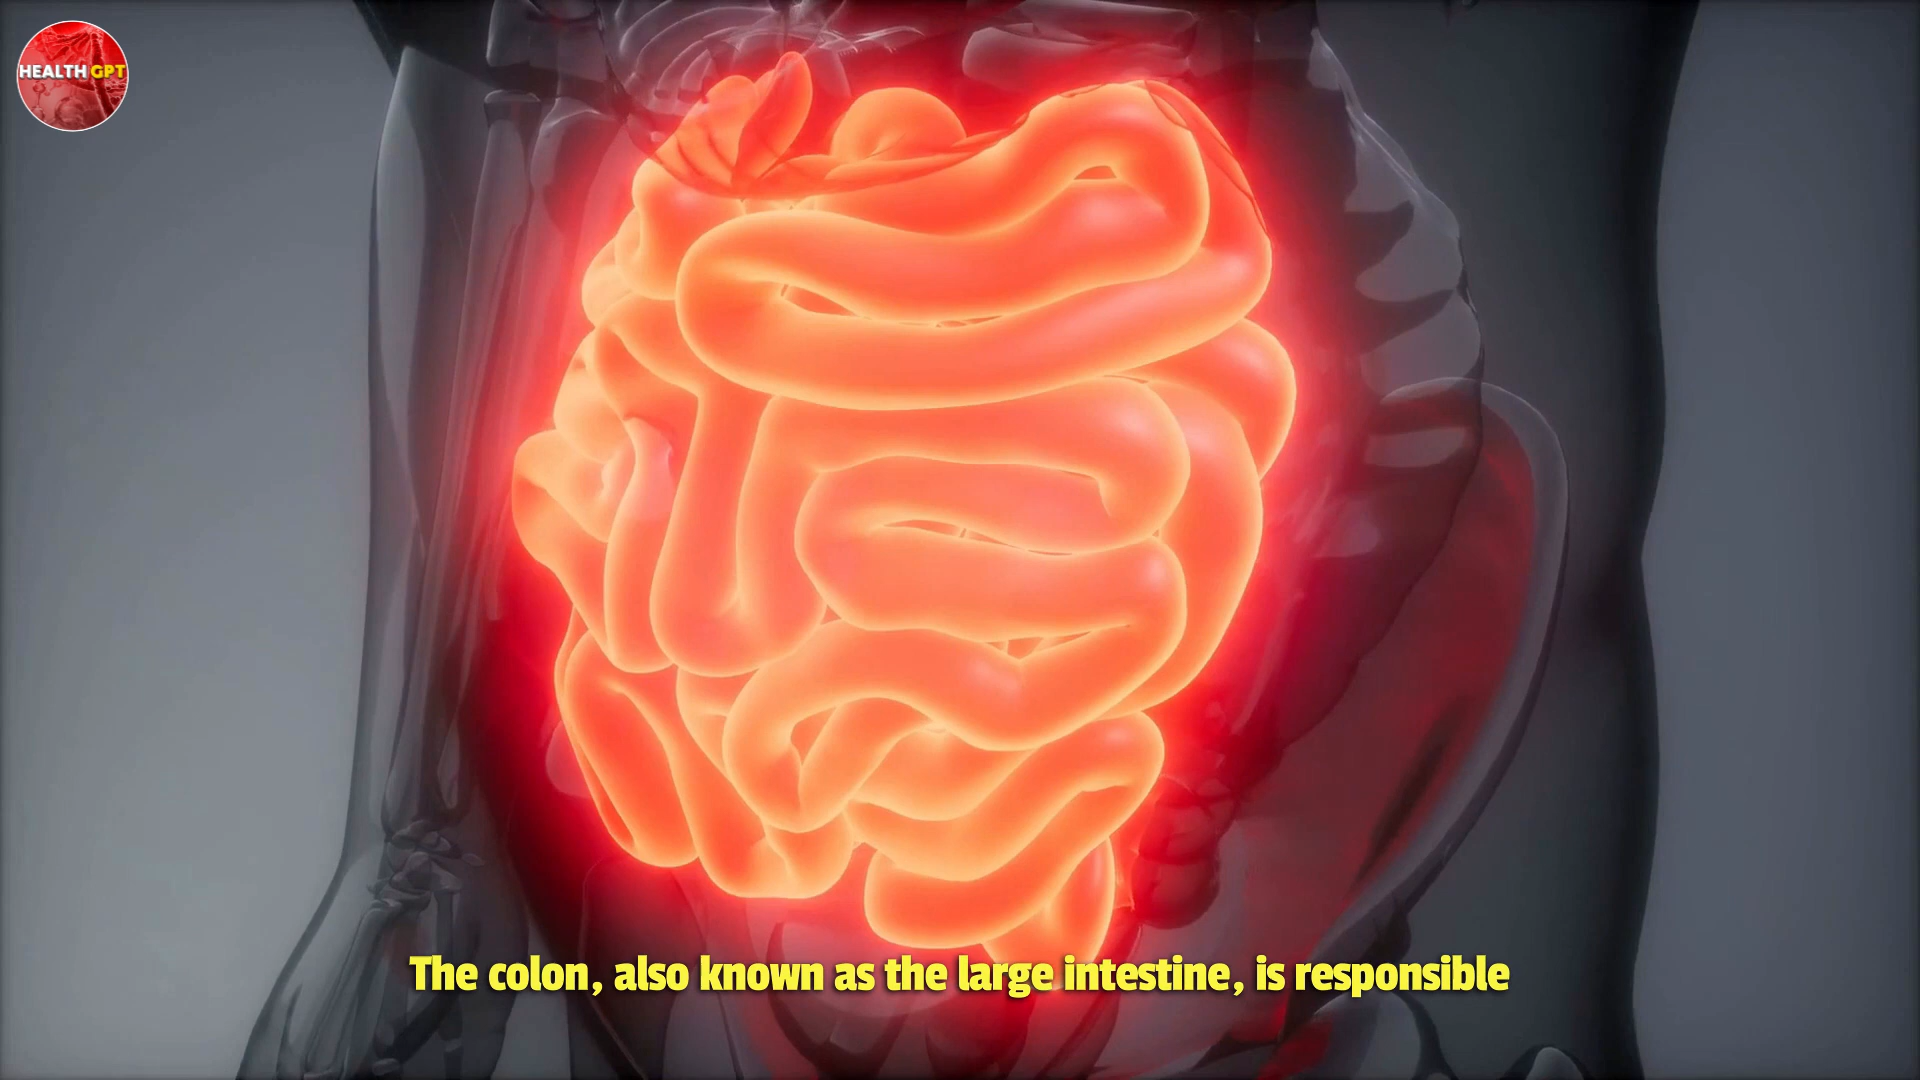 HEALTH GPT
The colon, also known as the large intestine, is responsible